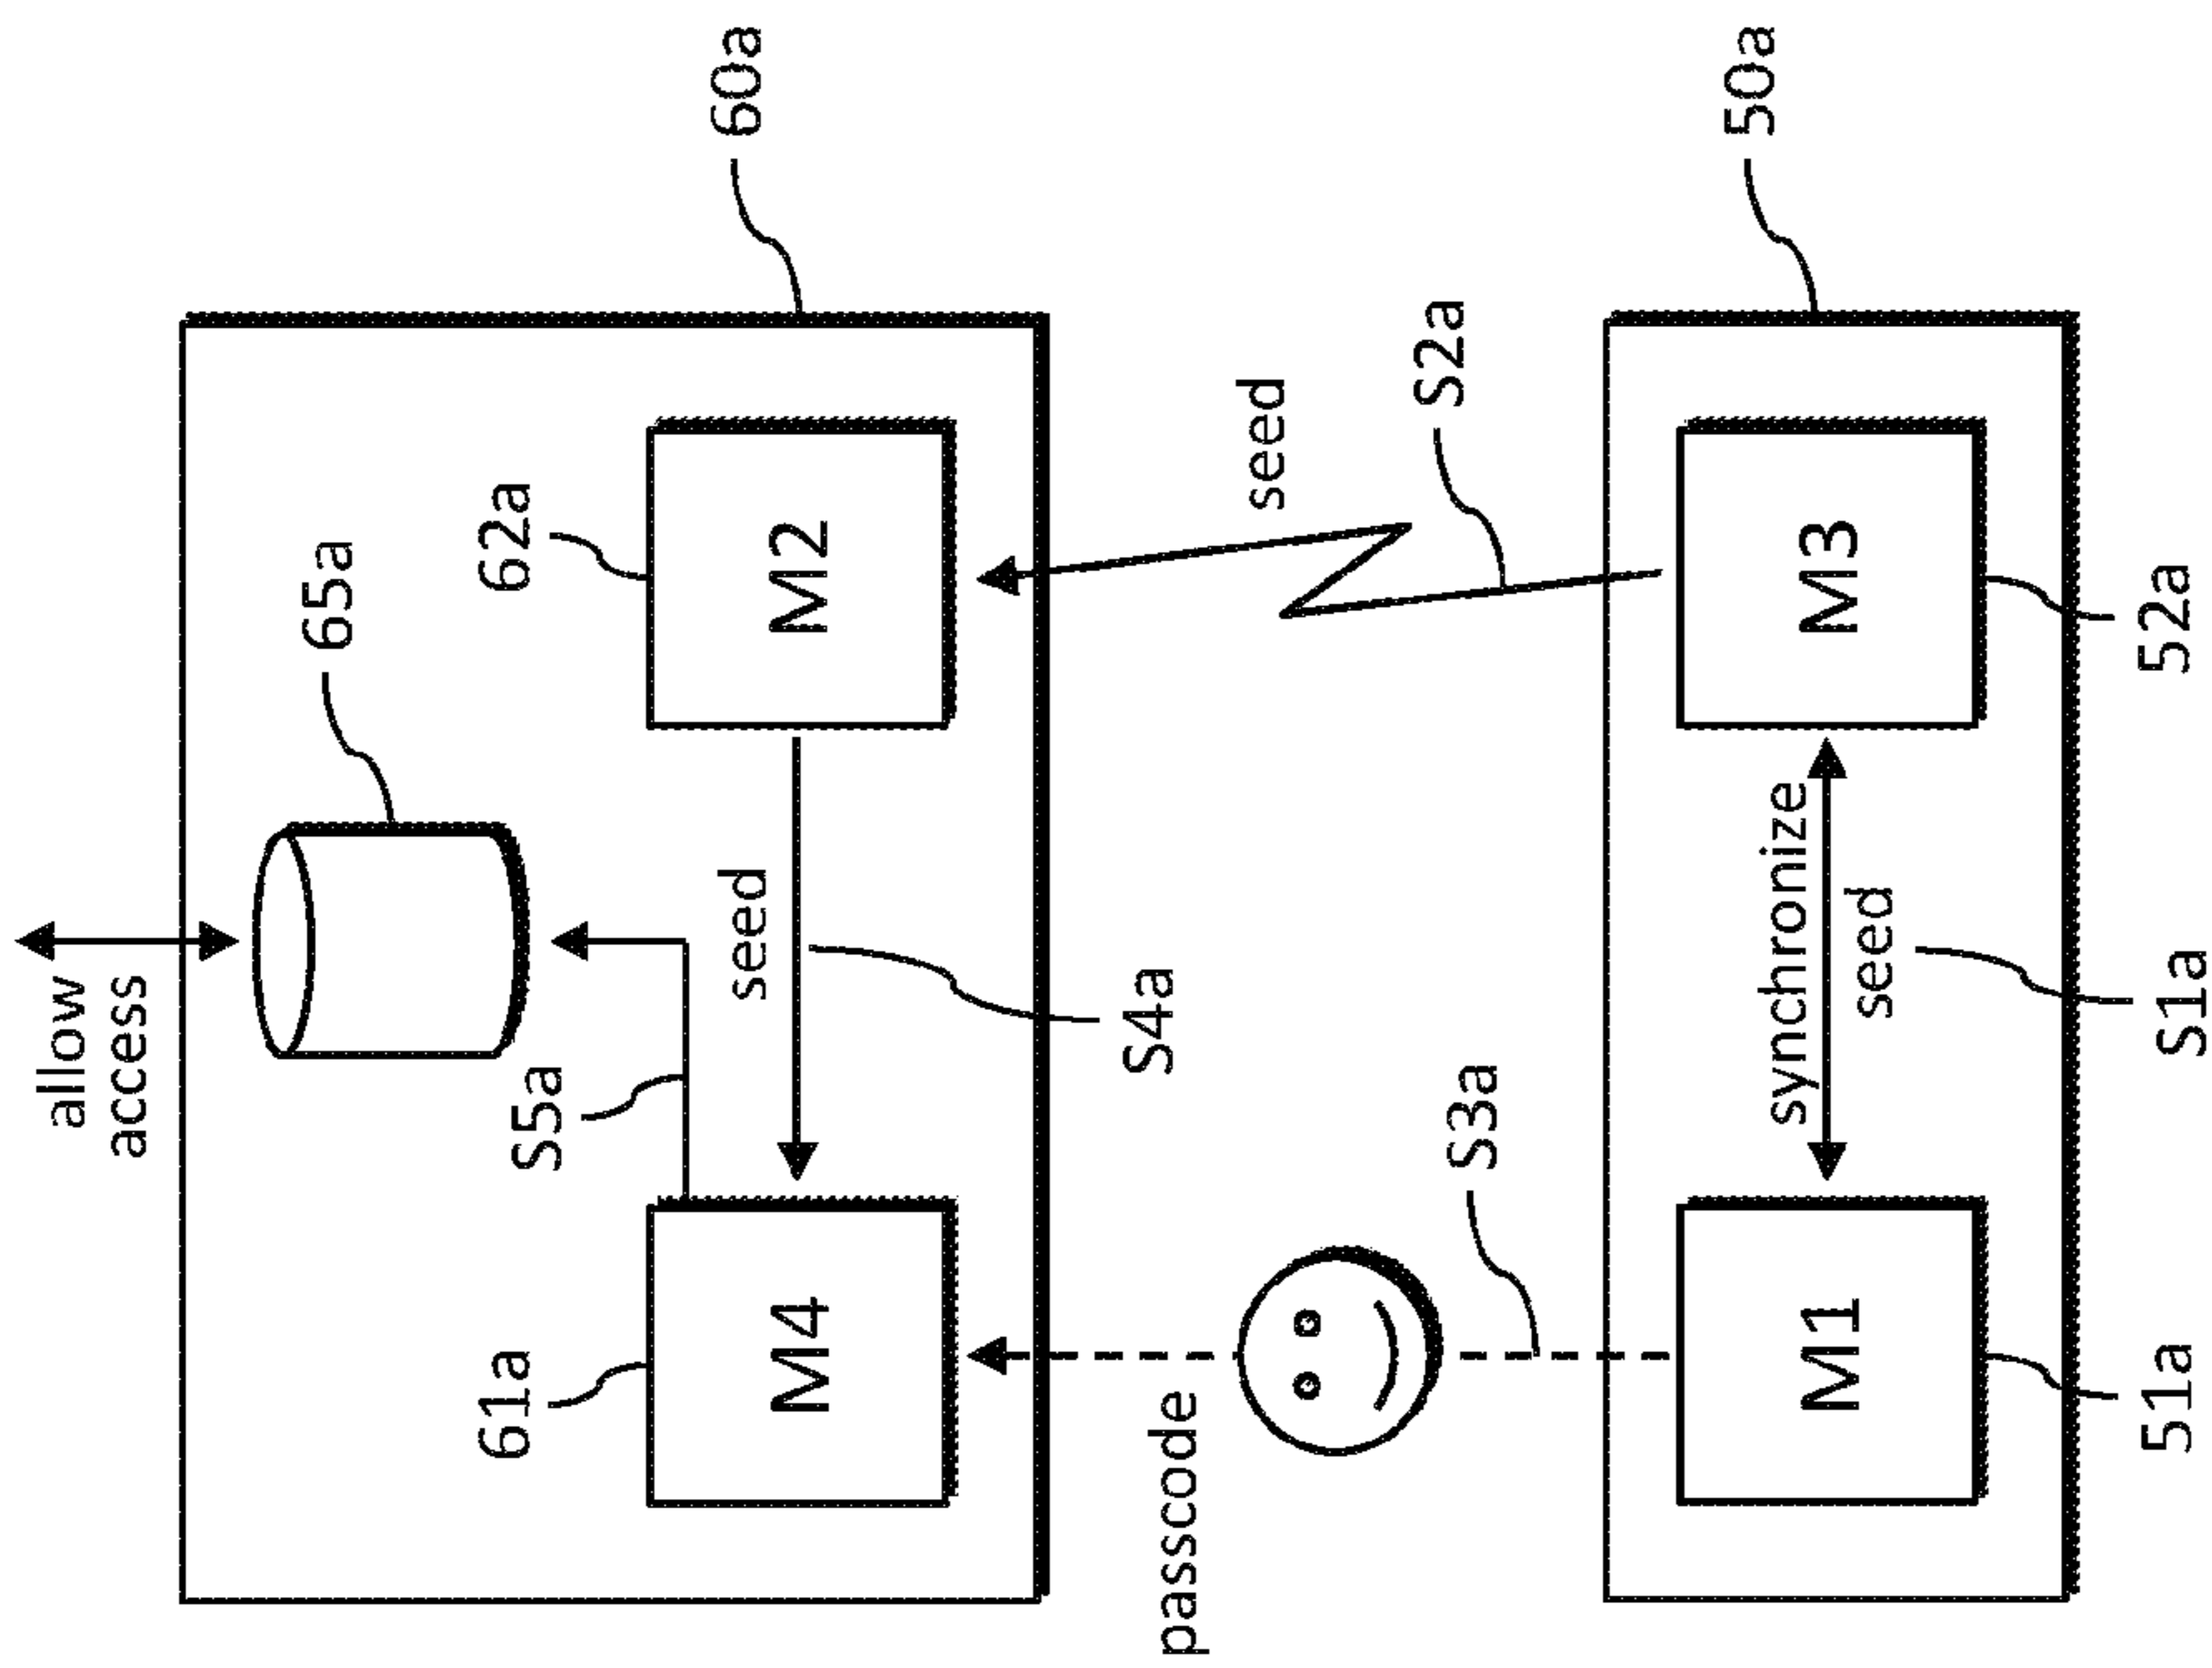 allow
access
65a
61a
S5a
62a
60a
seed
M4
M2
S4a
passcode
seed
S3a
S2a
50a
synchronize
M1
M3
seed
51a
S1a
52a